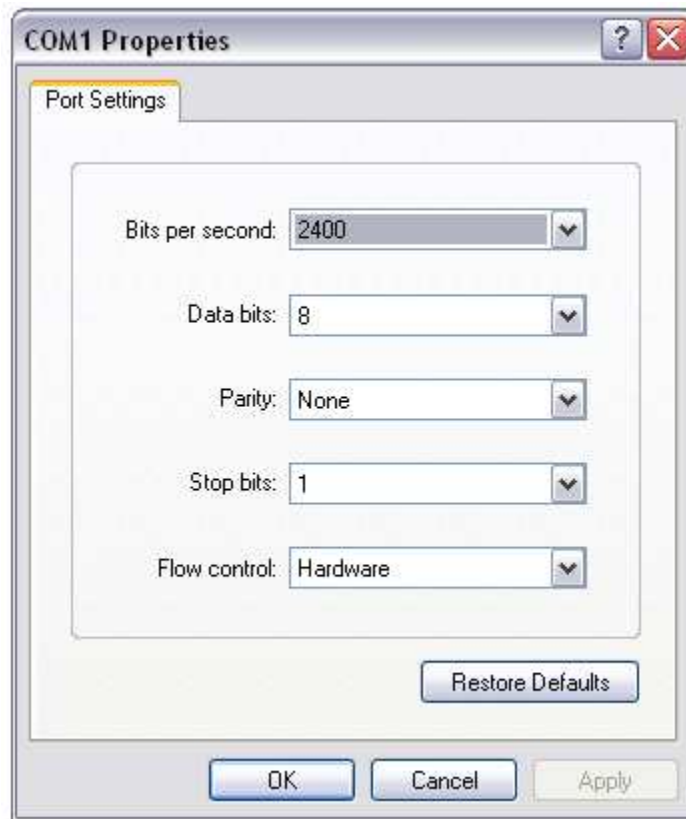 COM1 Properties
Port Settings
Bits per second: 2400
Data bits: 8
Parity: None
Stop bits: 1
Flow control: Hardware
Restore Defaults
OK Cancel Apply